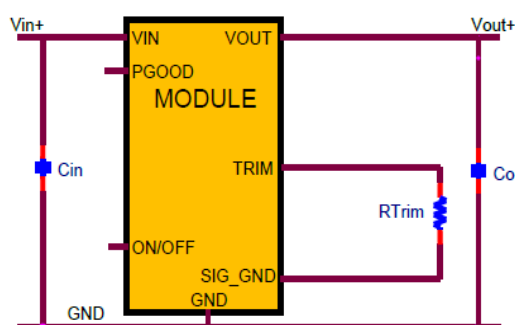 Vin+
Vout+
VIN
VOUT
PGOOD
MODULE
TRIM
Cin
Co
RTrim
ON/OFF
SIG_GND
GND
GND